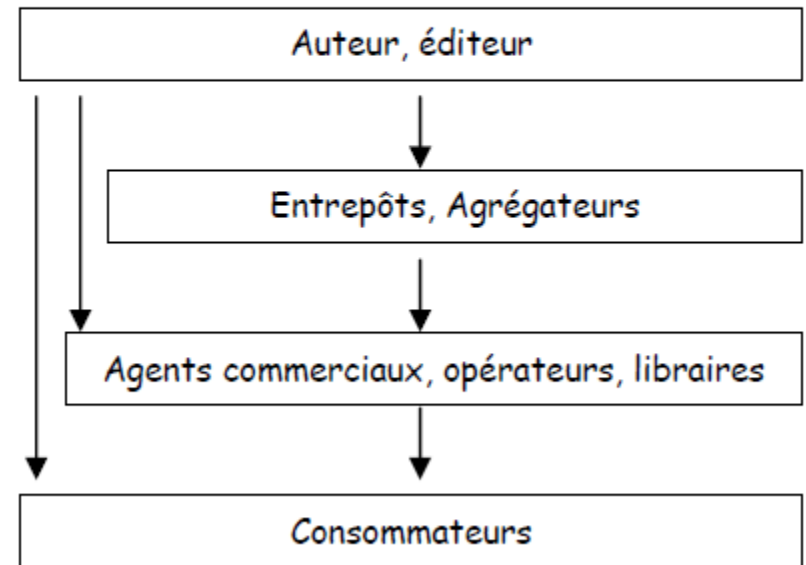 Auteur, éditeur
Entrepôts, Agrégateurs
Agents commerciaux, opérateurs, libraires
Consommateurs